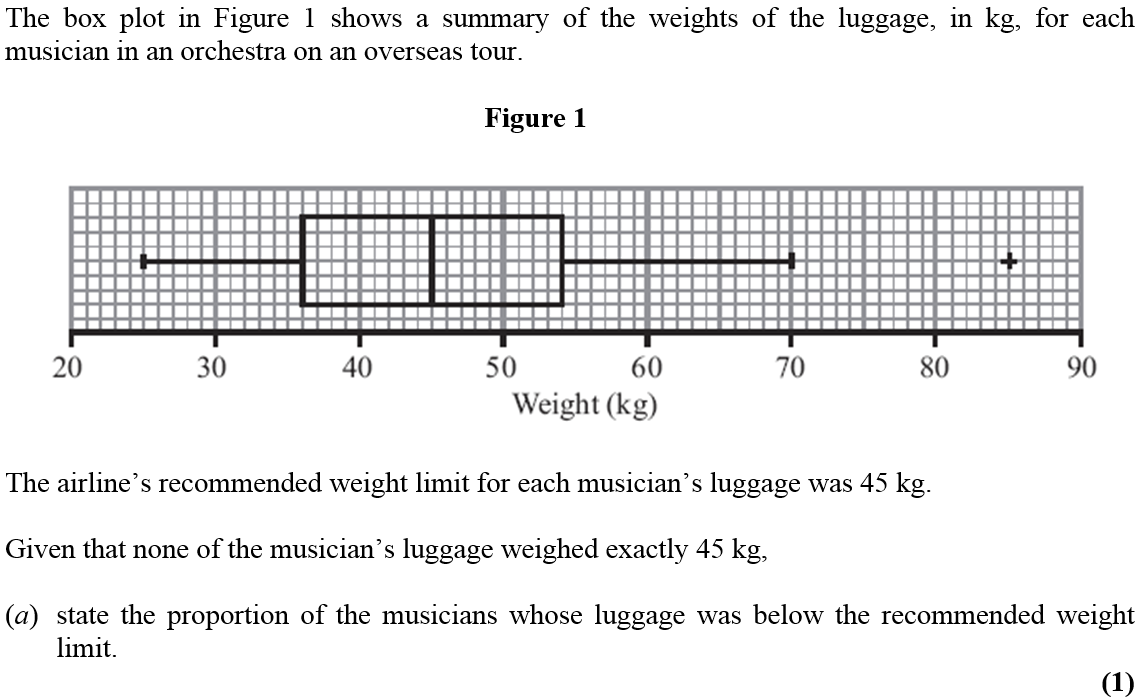 The box plot in Figure 1 shows a summary of the weights of the luggage, in kg, for each
musician in an orchestra on an overseas tour.
Figure 1
20 30 40 50 60 70 80 90
Weight (kg)
The airline’s recommended weight limit for each musician’s luggage was 45 kg.
Given that none of the musician’s luggage weighed exactly 45 kg,
(a) state the proportion of the musicians whose luggage was below the recommended weight
limit.
(1)